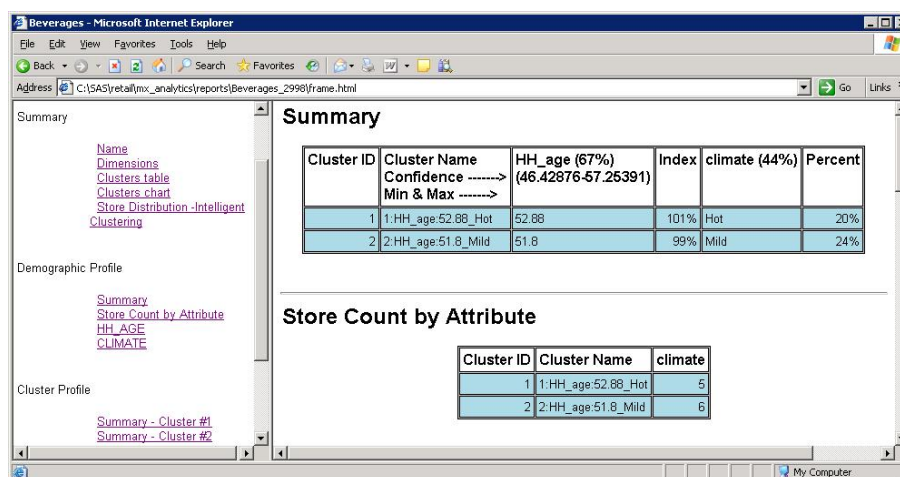 Beverages - Microsoft Internet Explorer
File Edit View Favorites Tools Help
Back Search Favorites
Address C:\SAS\retail\mx_analytics\reports\Beverages_2998\frame.html Go Links
Summary
Name
Dimensions
Clusters table
Clusters chart
Store Distribution -Intelligent
Clustering
Demographic Profile
Summary
Store Count by Attribute
HH_AGE
CLIMATE
Cluster Profile
Summary - Cluster #1
Summary - Cluster #2
Summary
Cluster ID Cluster Name HH_age (67%) Index climate (44%) Percent
Confidence -------> (46.42876-57.25391)
Min & Max ------->
1 1:HH_age:52.88_Hot 52.88 101% Hot 20%
2 2:HH_age:51.8_Mild 51.8 99% Mild 24%
Store Count by Attribute
Cluster ID Cluster Name climate
1 1:HH_age:52.88_Hot 5
2 2:HH_age:51.8_Mild 6
My Computer